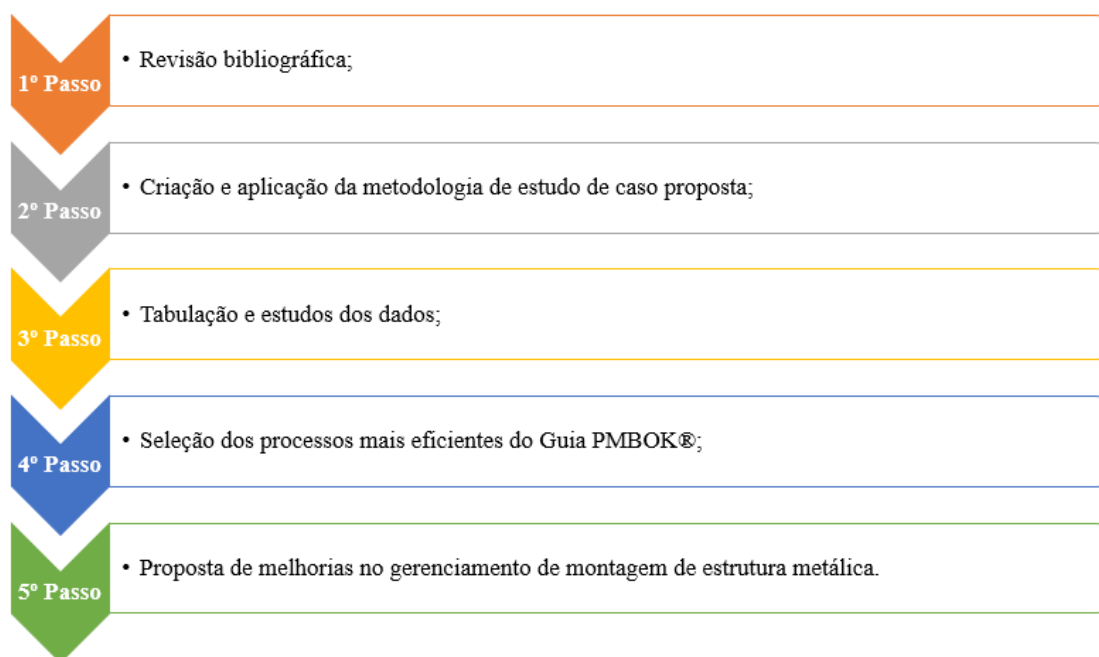 1º Passo
• Revisão bibliográfica;
2º Passo
• Criação e aplicação da metodologia de estudo de caso proposta;
3º Passo
• Tabulação e estudos dos dados;
4º Passo
• Seleção dos processos mais eficientes do Guia PMBOK®;
5º Passo
• Proposta de melhorias no gerenciamento de montagem de estrutura metálica.